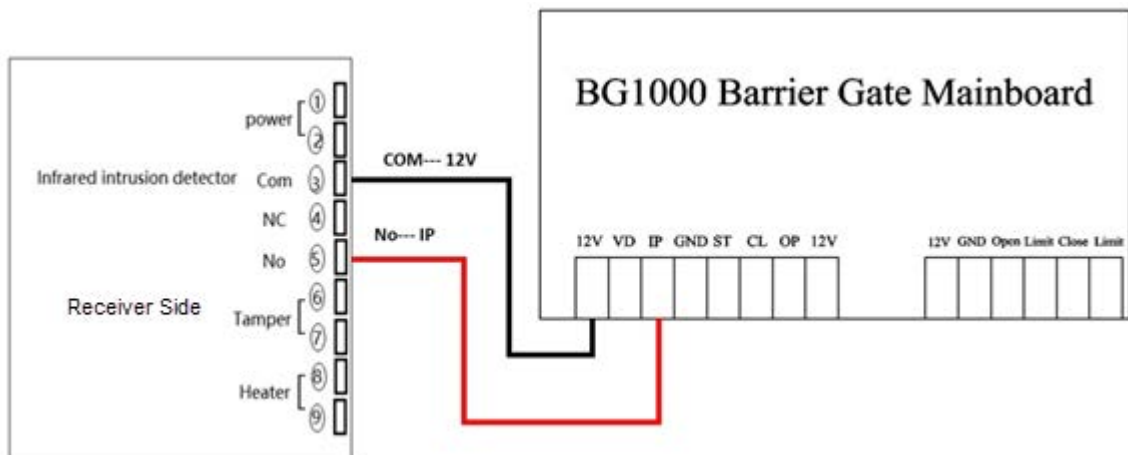 BG1000 Barrier Gate Mainboard
power
①
②
Infrared intrusion detector Com ③
NC ④
No ⑤
Receiver Side
Tamper
⑥
⑦
Heater
⑧
⑨
COM--- 12V
No--- IP
12V VD IP GND ST CL OP 12V
12V GND Open Limit Close Limit